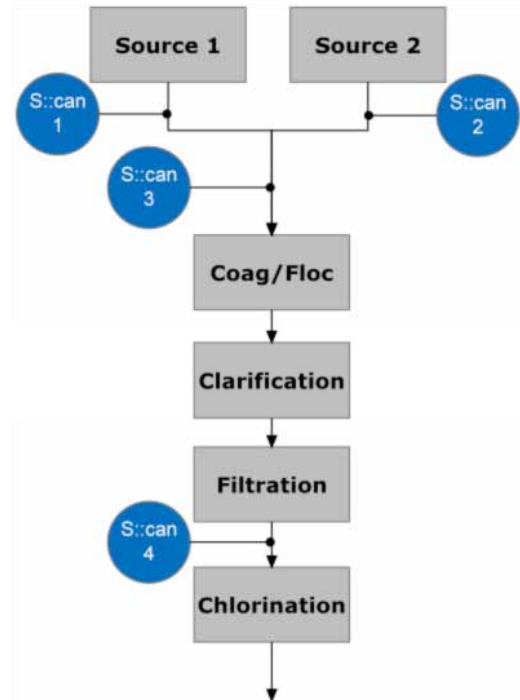 Source 1
Source 2
S::can
1
S::can
2
S::can
3
Coag/Floc
Clarification
Filtration
S::can
4
Chlorination